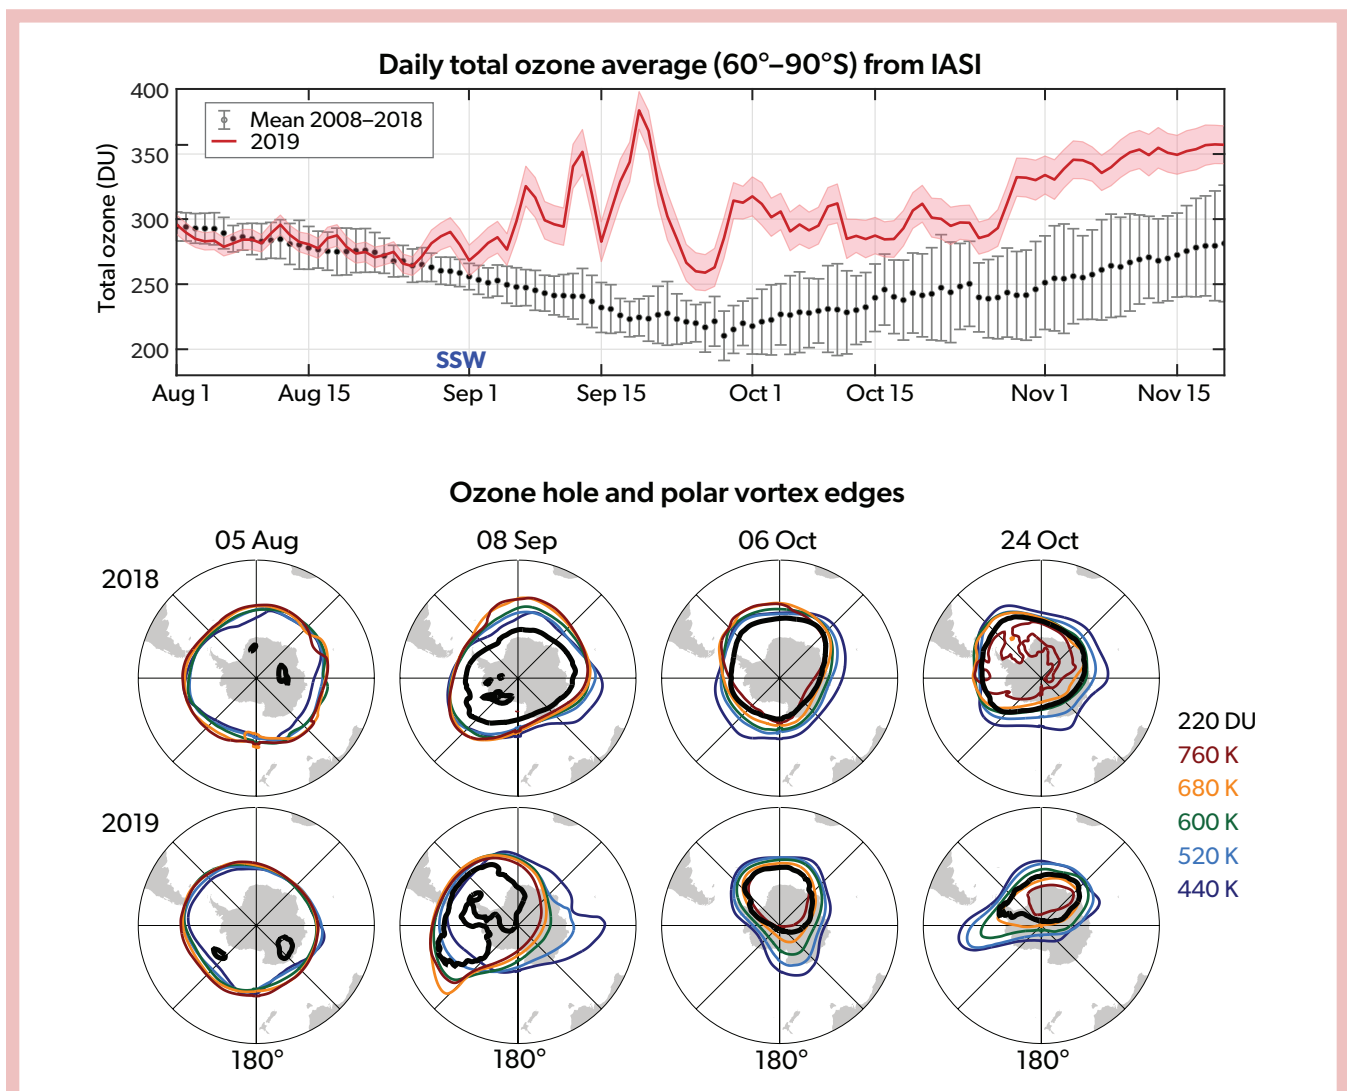 Daily total ozone average (60°–90°S) from IASI
Total ozone (DU)
400
350
300
250
200
Mean 2008–2018
2019
SSW
Aug 1 Aug 15 Sep 1 Sep 15 Oct 1 Oct 15 Nov 1 Nov 15
Ozone hole and polar vortex edges
05 Aug 08 Sep 06 Oct 24 Oct
2018
2019
220 DU
760 K
680 K
600 K
520 K
440 K
180° 180° 180° 180°